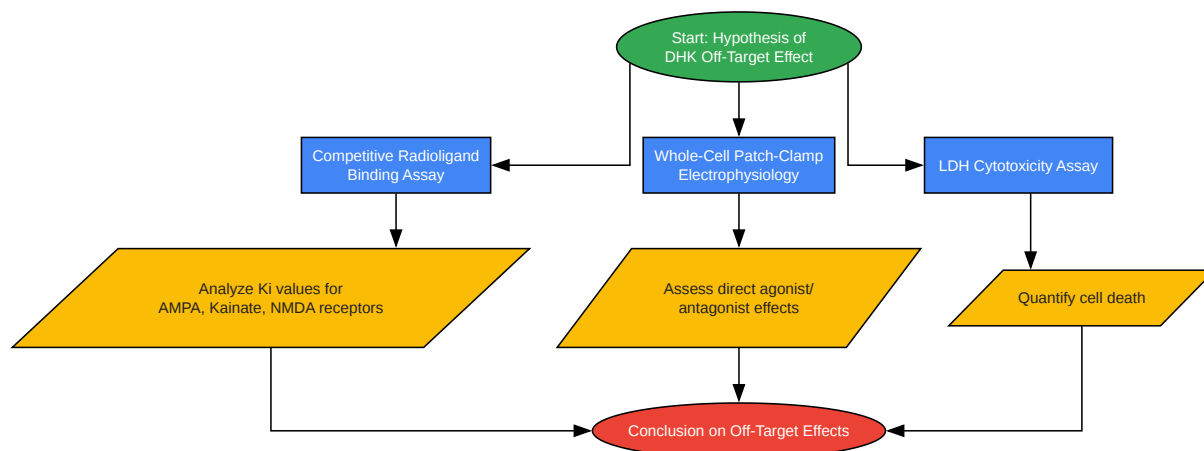 Start: Hypothesis of
DHK Off-Target Effect
Competitive Radioligand
Binding Assay
Whole-Cell Patch-Clamp
Electrophysiology
LDH Cytotoxicity Assay
Analyze Ki values for
AMPA, Kainate, NMDA receptors
Assess direct agonist/
antagonist effects
Quantify cell death
Conclusion on Off-Target Effects